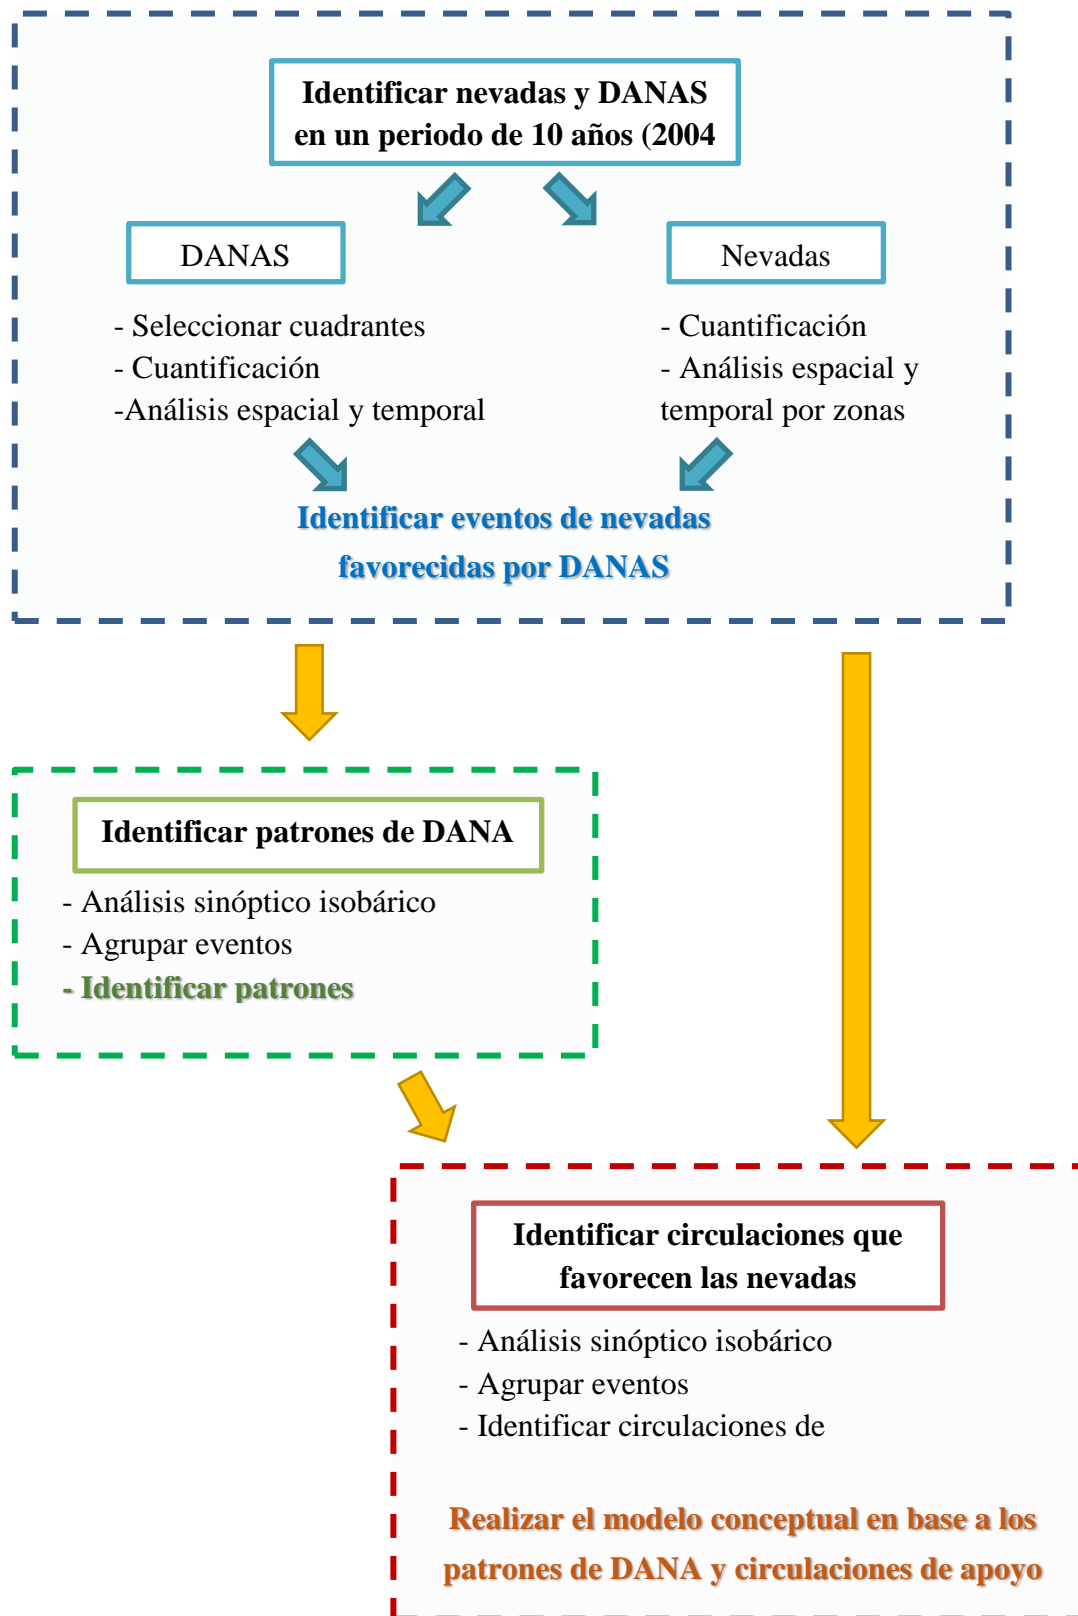 Identificar nevadas y DANAS
en un periodo de 10 años (2004
DANAS
- Seleccionar cuadrantes
- Cuantificación
-Análisis espacial y temporal
Nevadas
- Cuantificación
- Análisis espacial y
temporal por zonas
Identificar eventos de nevadas
favorecidas por DANAS
Identificar patrones de DANA
- Análisis sinóptico isobárico
- Agrupar eventos
- Identificar patrones
Identificar circulaciones que
favorecen las nevadas
- Análisis sinóptico isobárico
- Agrupar eventos
- Identificar circulaciones de
Realizar el modelo conceptual en base a los
patrones de DANA y circulaciones de apoyo